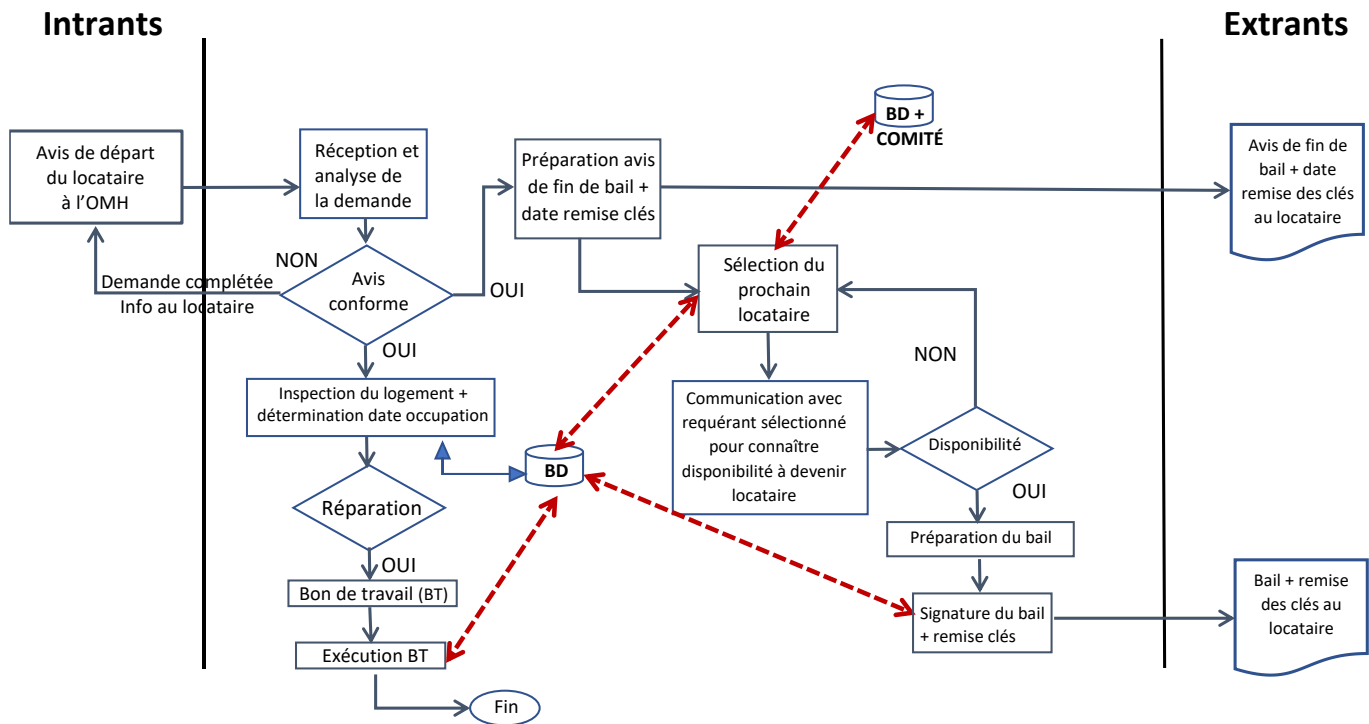 Intrants
Extrants
Avis de départ
du locataire
à l’OMH
Réception et
analyse de
la demande
Préparation avis
de fin de bail +
date remise clés
BD +
COMITÉ
Avis de fin de
bail + date
remise des clés
au locataire
NON
Demande complétée
Info au locataire
Avis
conforme
OUI
OUI
Sélection du
prochain
locataire
NON
Inspection du logement +
détermination date occupation
Communication avec
requérant sélectionné
pour connaître
disponibilité à devenir
locataire
Disponibilité
OUI
BD
Réparation
OUI
Bon de travail (BT)
Exécution BT
Fin
Préparation du bail
Signature du bail
+ remise clés
Bail + remise
des clés au
locataire